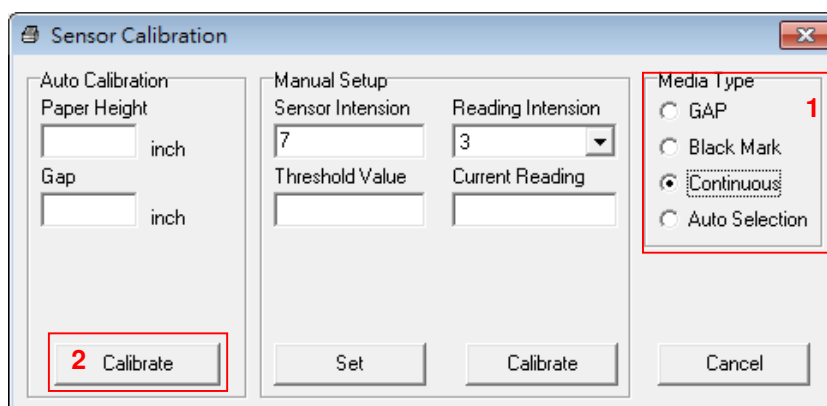 Sensor Calibration
Auto Calibration
Paper Height
inch
Gap
inch
2 Calibrate
Manual Setup
Sensor Intension Reading Intension
7 3
Threshold Value Current Reading
Set Calibrate
Media Type
1
GAP
Black Mark
Continuous
Auto Selection
Cancel